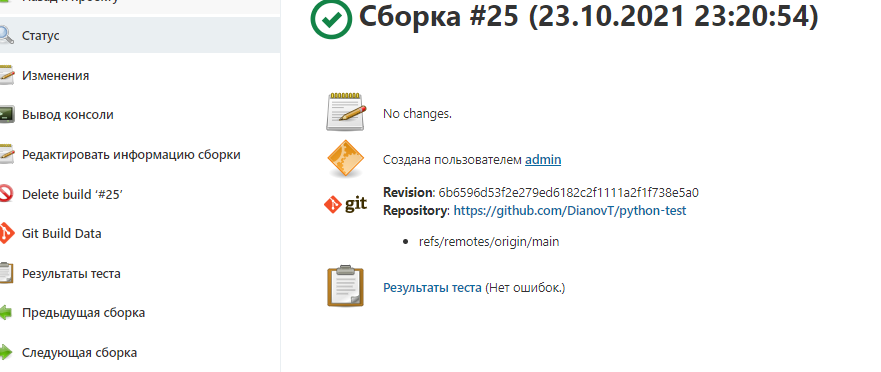 Назад к проекту
Статус
Изменения
Вывод консоли
Редактировать информацию сборки
Delete build ‘#25’
Git Build Data
Результаты теста
Предыдущая сборка
Следующая сборка
Сборка #25 (23.10.2021 23:20:54)
No changes.
Создана пользователем admin
git
Revision: 6b6596d53f2e279ed6182c2f1111a2f1f738e5a0
Repository: https://github.com/DianovT/python-test
• refs/remotes/origin/main
Результаты теста (Нет ошибок.)